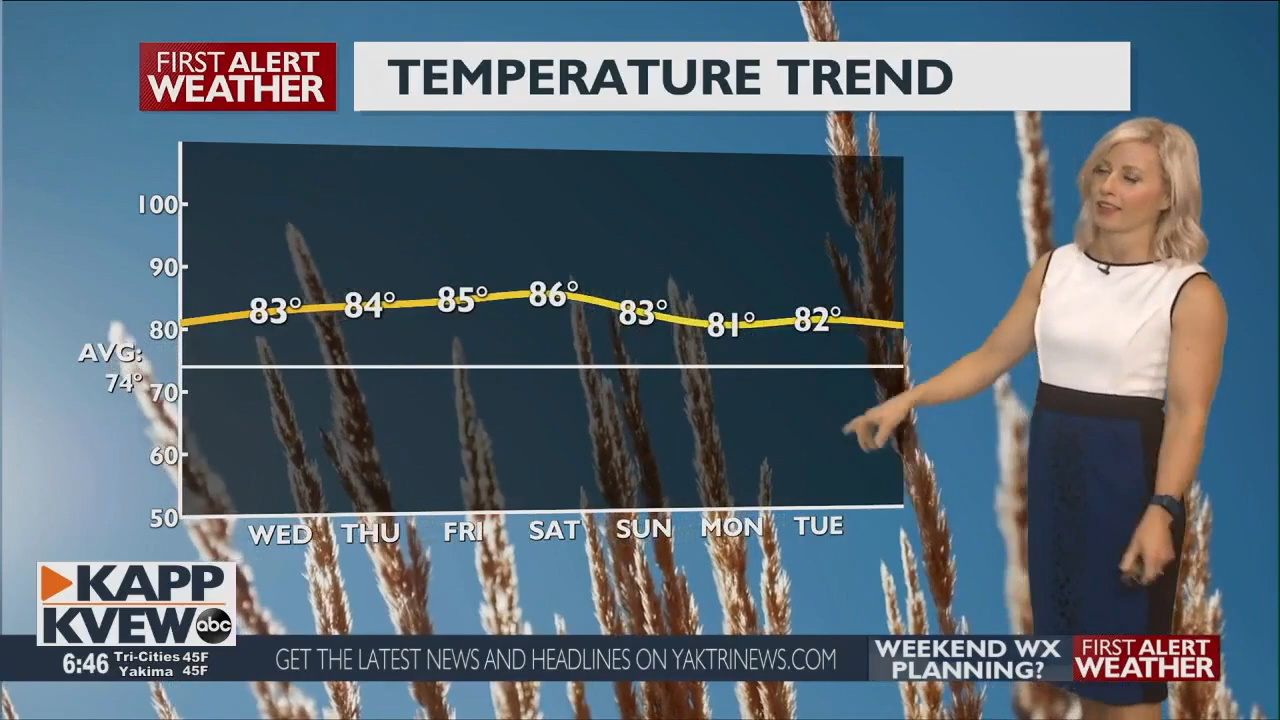 FIRST ALERT
WEATHER
TEMPERATURE TREND
100
90
80
AVG:
74°
70
60
50
83°
84°
85°
86°
83°
81°
82°
WED
THU
FRI
SAT
SUN
MON
TUE
KAPP
KVEW
abc
6:46
Tri-Cities 45F
Yakima 45F
GET THE LATEST NEWS AND HEADLINES ON YAKTRINEWS.COM
WEEKEND WX
PLANNING?
FIRST ALERT
WEATHER